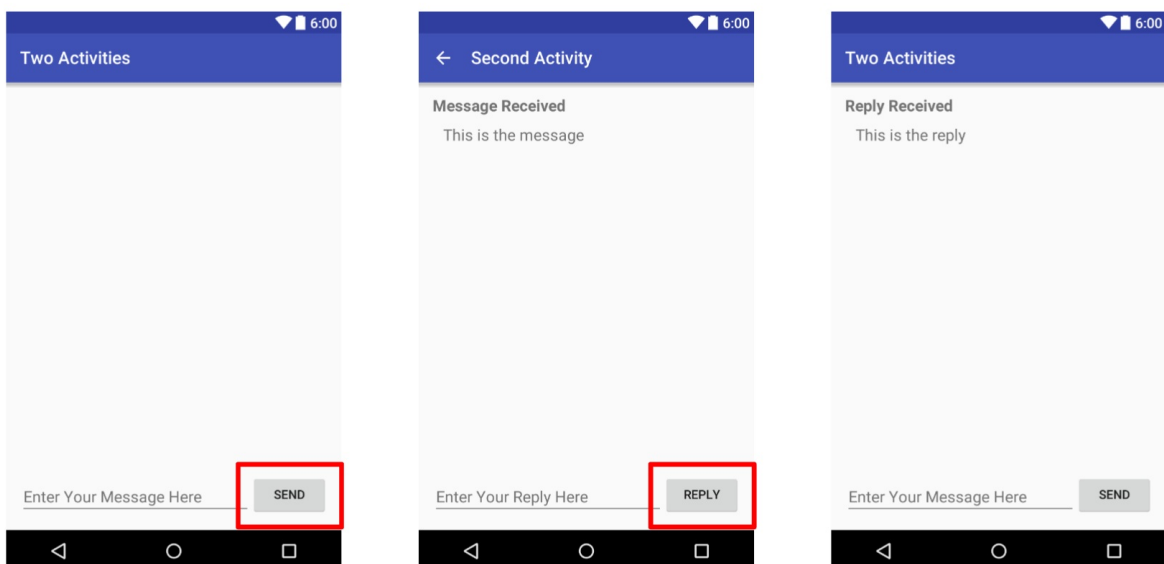 6:00
Two Activities
Enter Your Message Here
SEND
6:00
Second Activity
Message Received
This is the message
Enter Your Reply Here
REPLY
6:00
Two Activities
Reply Received
This is the reply
Enter Your Message Here
SEND